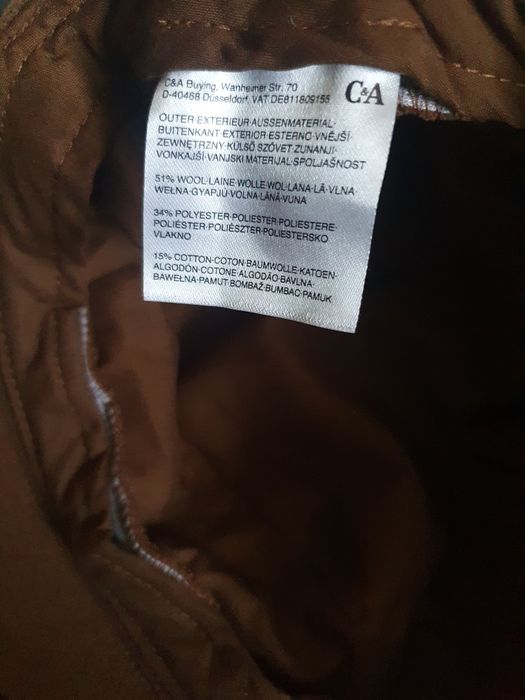 C&A Buying, Wanheimer Str. 70
D-40468 Düsseldorf, VAT DE811809155
C&A
OUTER·EXTERIEUR·AUSSENMATERIAL·
BUITENKANT·EXTERIOR·ESTERNO·VNĚJŠÍ·
ZEWNĘTRZNY·KÜLSŐ SZÖVET·ZUNANJI·
VONKAJŠÍ·VANJSKI MATERIJAL·SPOLJAŠNOST
51% WOOL·LAINE·WOLLE·WOL·LANA·LÃ·VLNA·
WEŁNA·GYAPJÚ·VOLNA·LÂNĂ·VUNA
34% POLYESTER·POLIESTER·POLIESTERE·
POLIÉSTER·POLIÉSZTER·POLIESTERSKO
VLAKNO
15% COTTON·COTON·BAUMWOLLE·KATOEN·
ALGODÓN·COTONE·ALGODÃO·BAVLNA·
BAWEŁNA·PAMUT·BOMBAŽ·BUMBAC·PAMUK